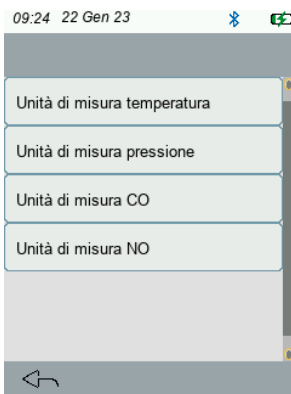 09:24 22 Gen 23
Unità di misura temperatura
Unità di misura pressione
Unità di misura CO
Unità di misura NO